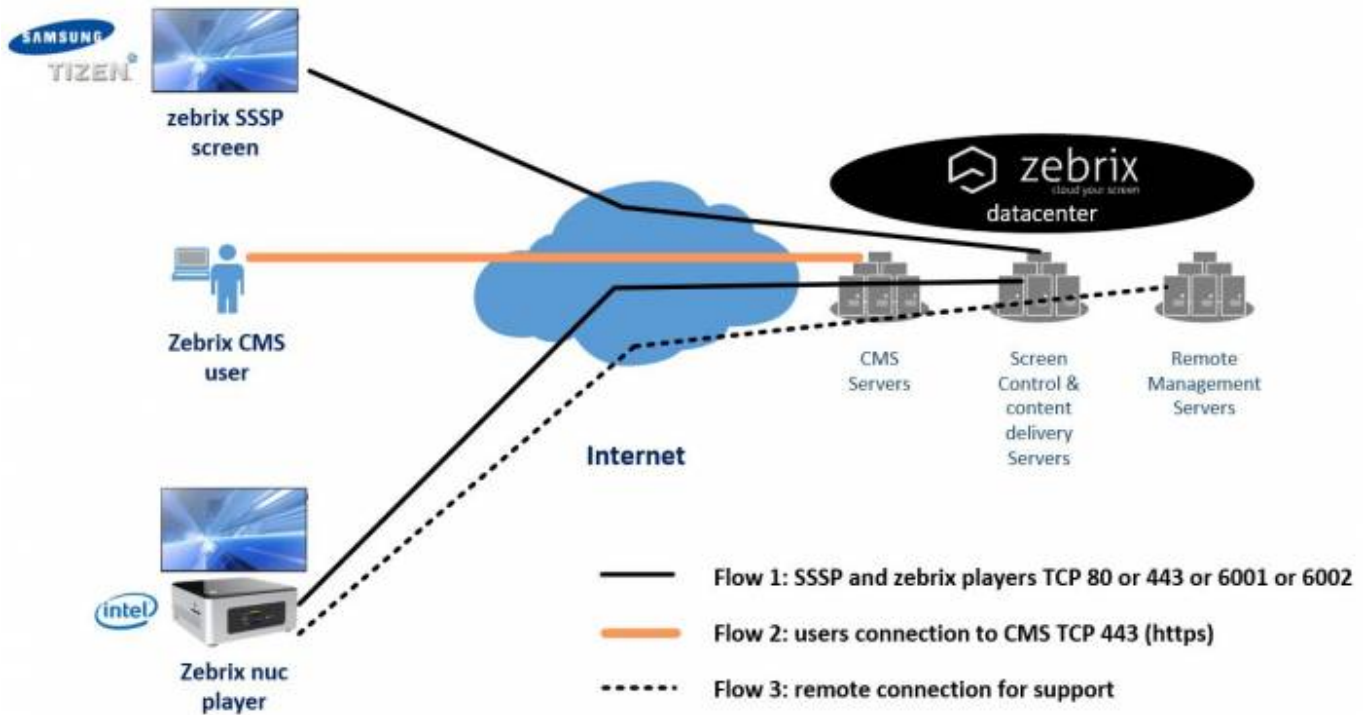 SAMSUNG
TIZEN
zebrix SSSP
screen
zebrix
cloud your screen
datacenter
Zebrix CMS
user
CMS
Servers
Screen
Control &
content
delivery
Servers
Remote
Management
Servers
Internet
intel
Zebrix nuc
player
Flow 1: SSSP and zebrix players TCP 80 or 443 or 6001 or 6002
Flow 2: users connection to CMS TCP 443 (https)
Flow 3: remote connection for support